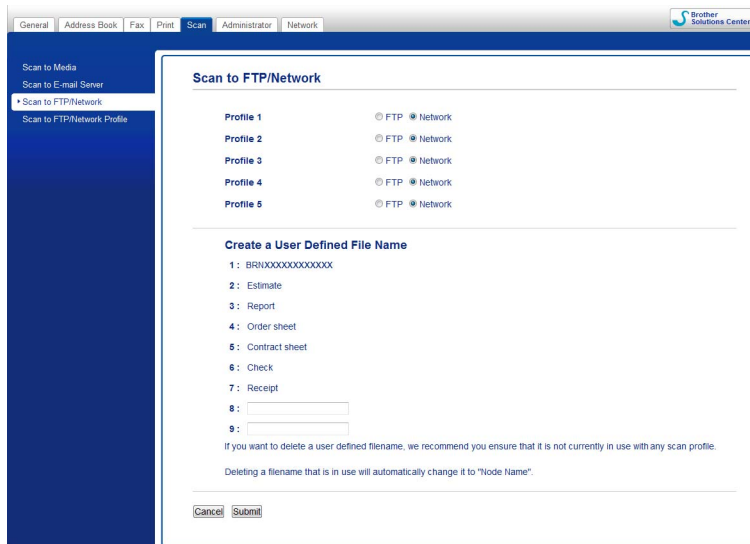 General Address Book Fax Print Scan Administrator Network
Brother
Solutions Center
Scan to Media
Scan to E-mail Server
Scan to FTP/Network
Scan to FTP/Network Profile
Scan to FTP/Network
Profile 1 FTP Network
Profile 2 FTP Network
Profile 3 FTP Network
Profile 4 FTP Network
Profile 5 FTP Network
Create a User Defined File Name
1 : BRNXXXXXXXXXXXX
2 : Estimate
3 : Report
4 : Order sheet
5 : Contract sheet
6 : Check
7 : Receipt
8 :
9 :
If you want to delete a user defined filename, we recommend you ensure that it is not currently in use with any scan profile.
Deleting a filename that is in use will automatically change it to "Node Name".
Cancel Submit